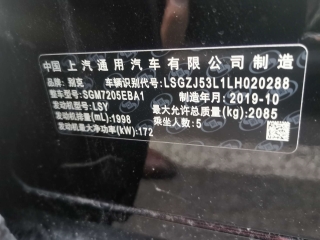 中国 上汽通用汽车有限公司制造
品牌：别克 车辆识别代号：LSGZJ53L1LH020288
整车型号：SGM7205EBA1 制造年月：2019-10
发动机型号：LSY 最大允许总质量(kg)：2085
发动机排量(mL)：1998 乘坐人数：5
发动机最大净功率(kW)：172